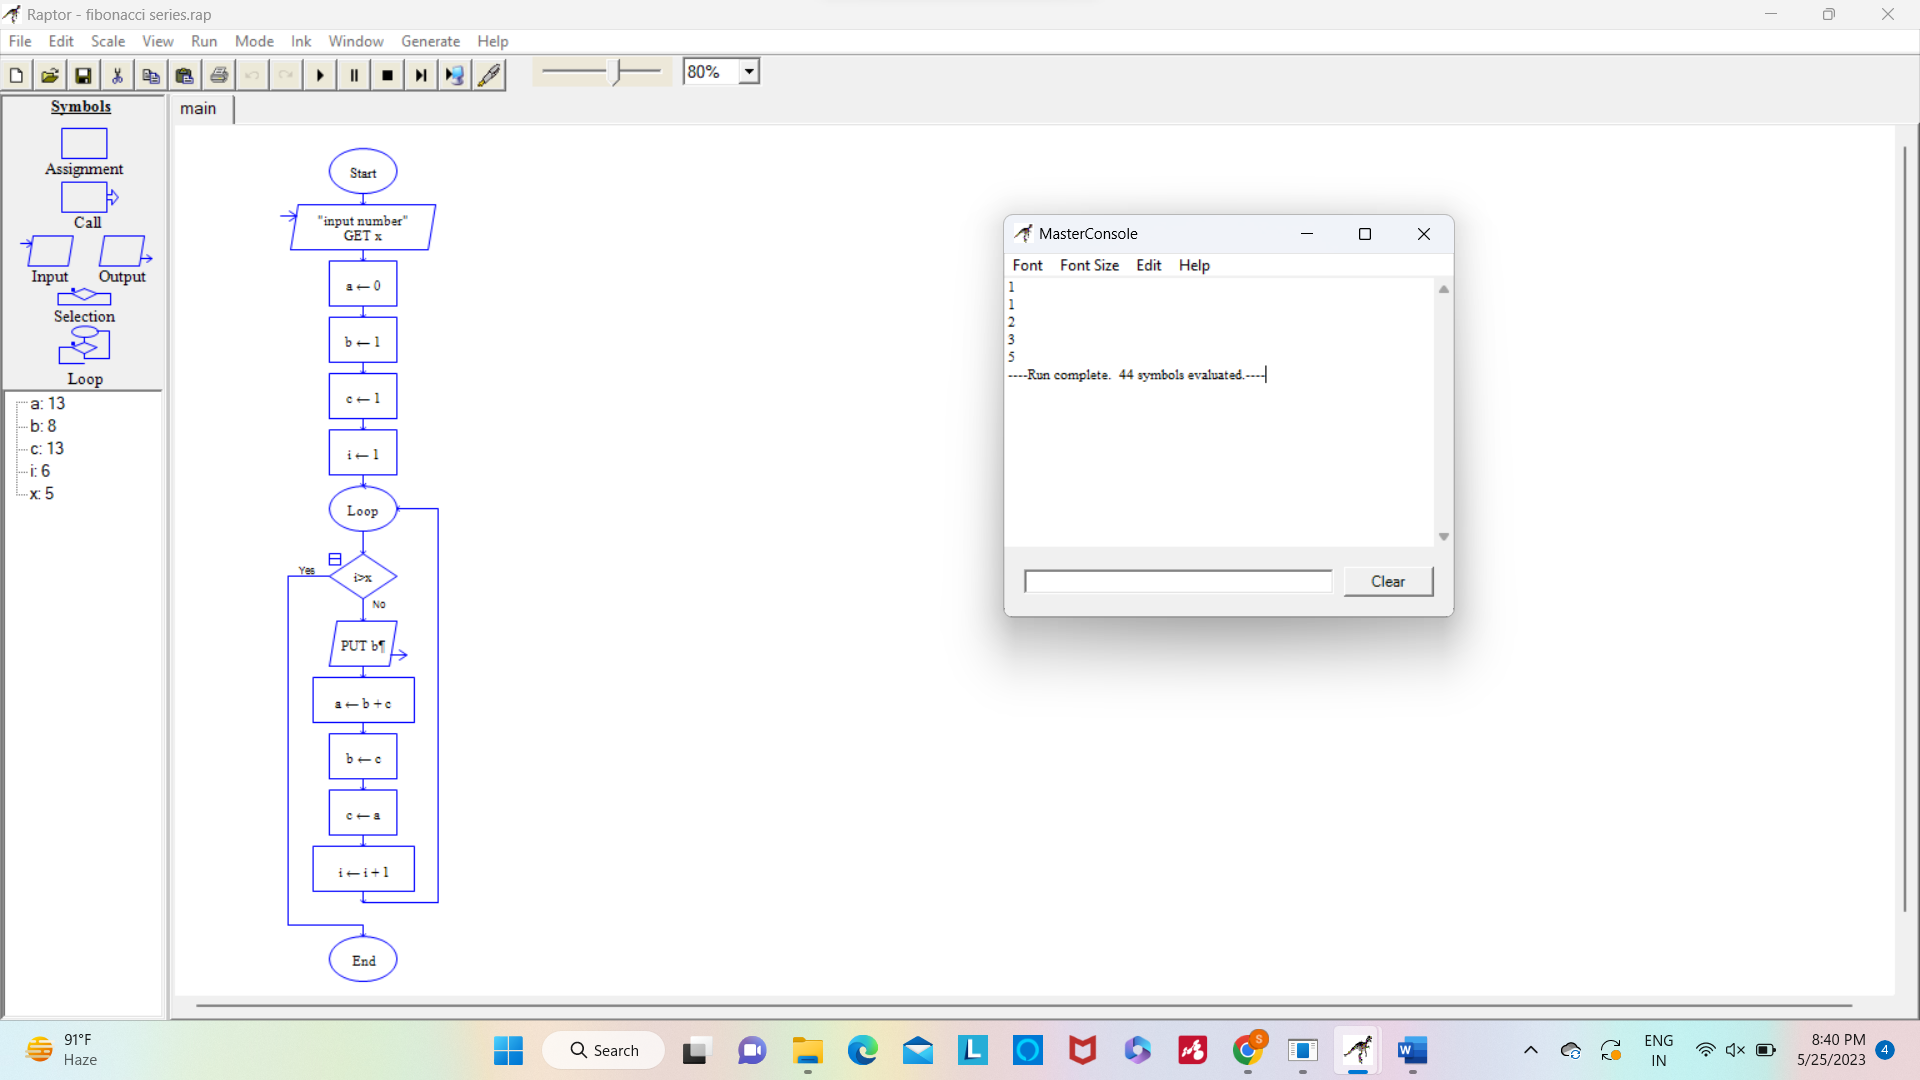 Raptor - fibonacci series.rap
File Edit Scale View Run Mode Ink Window Generate Help
80%
Symbols
Assignment
Call
Input Output
Selection
Loop
a: 13
b: 8
c: 13
i: 6
x: 5
main
Start
"input number"
GET x
a ← 0
b ← 1
c ← 1
i ← 1
Loop
Yes
i>x
No
PUT b¶
a ← b + c
b ← c
c ← a
i ← i + 1
End
MasterConsole
Font Font Size Edit Help
1
1
2
3
5
----Run complete.  44 symbols evaluated.----
Clear
91°F
Haze
Search
L
S
W
ENG
IN
8:40 PM
5/25/2023
4